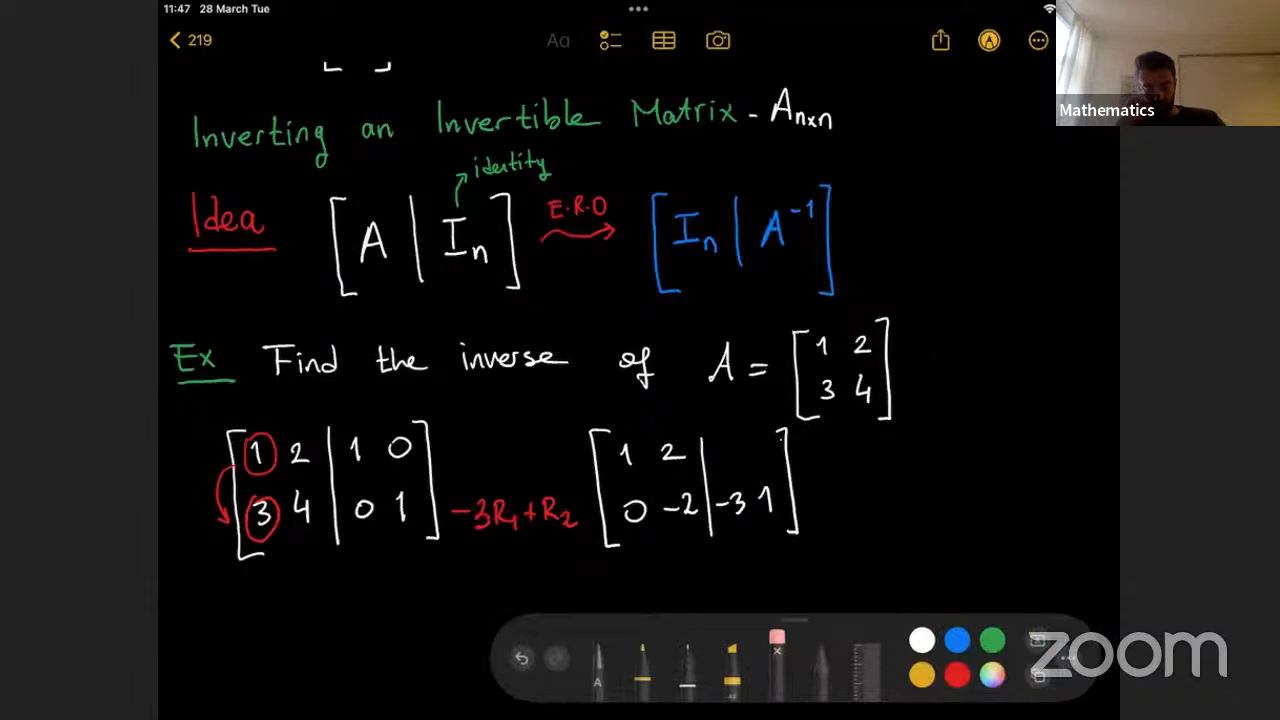 11:47 28 March Tue
219
Aa
Mathematics
Inverting an Invertible Matrix - Anxn
identity
Idea [ A | In ] E.R.O [ In | A⁻¹ ]
Ex Find the inverse of A = [ 1 2
3 4 ]
[ 1 2 | 1 0
3 4 | 0 1 ] -3R₁+R₂ [ 1 2 |
0 -2 | -3 1 ]
A
zoom